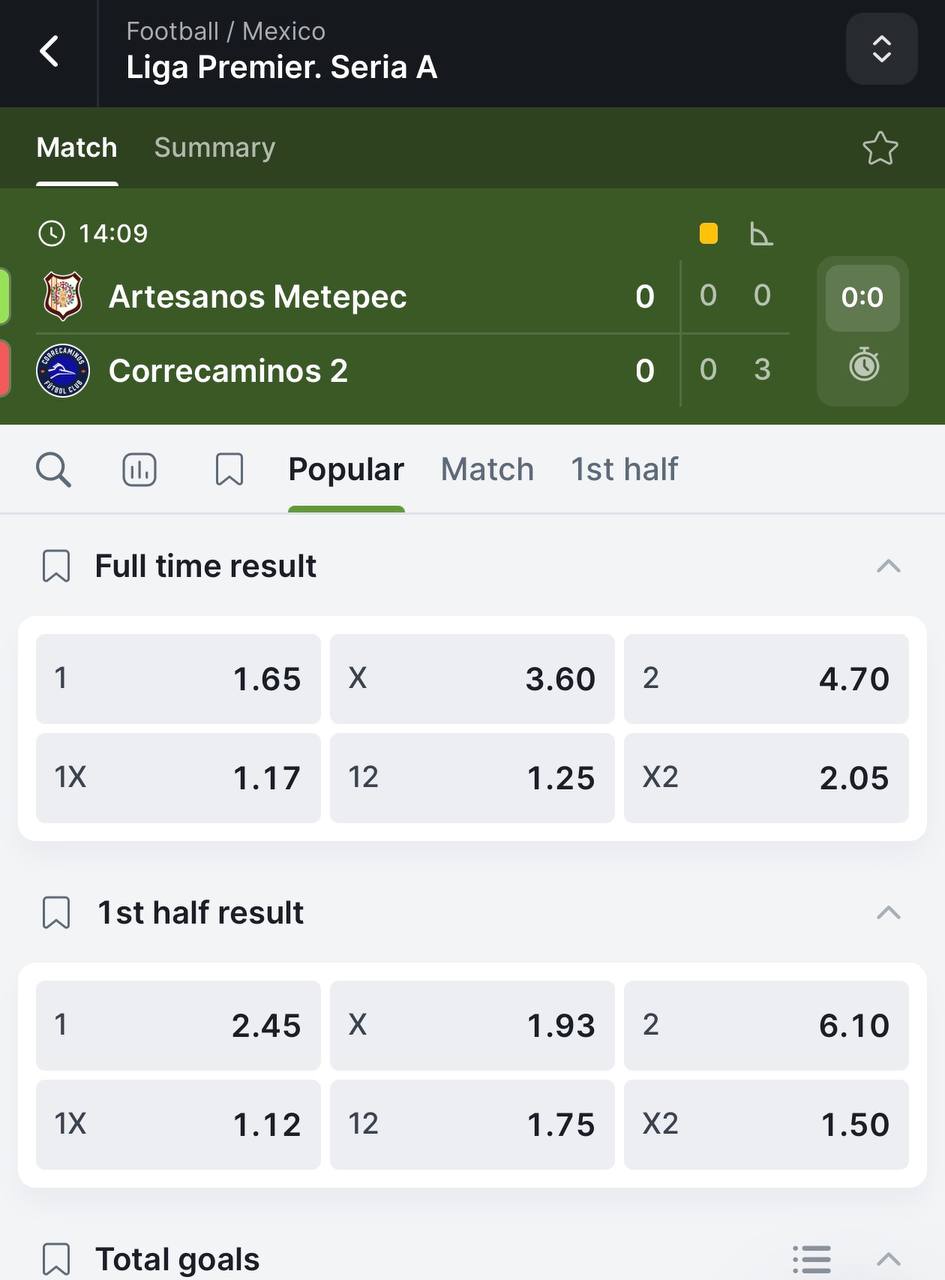 Football / Mexico
Liga Premier. Seria A
Match Summary
14:09
Artesanos Metepec 0 0 0 0:0
CORRECAMINOS
FÚTBOL CLUB
Correcaminos 2 0 0 3
Popular Match 1st half
Full time result
1 1.65 X 3.60 2 4.70
1X 1.17 12 1.25 X2 2.05
1st half result
1 2.45 X 1.93 2 6.10
1X 1.12 12 1.75 X2 1.50
Total goals